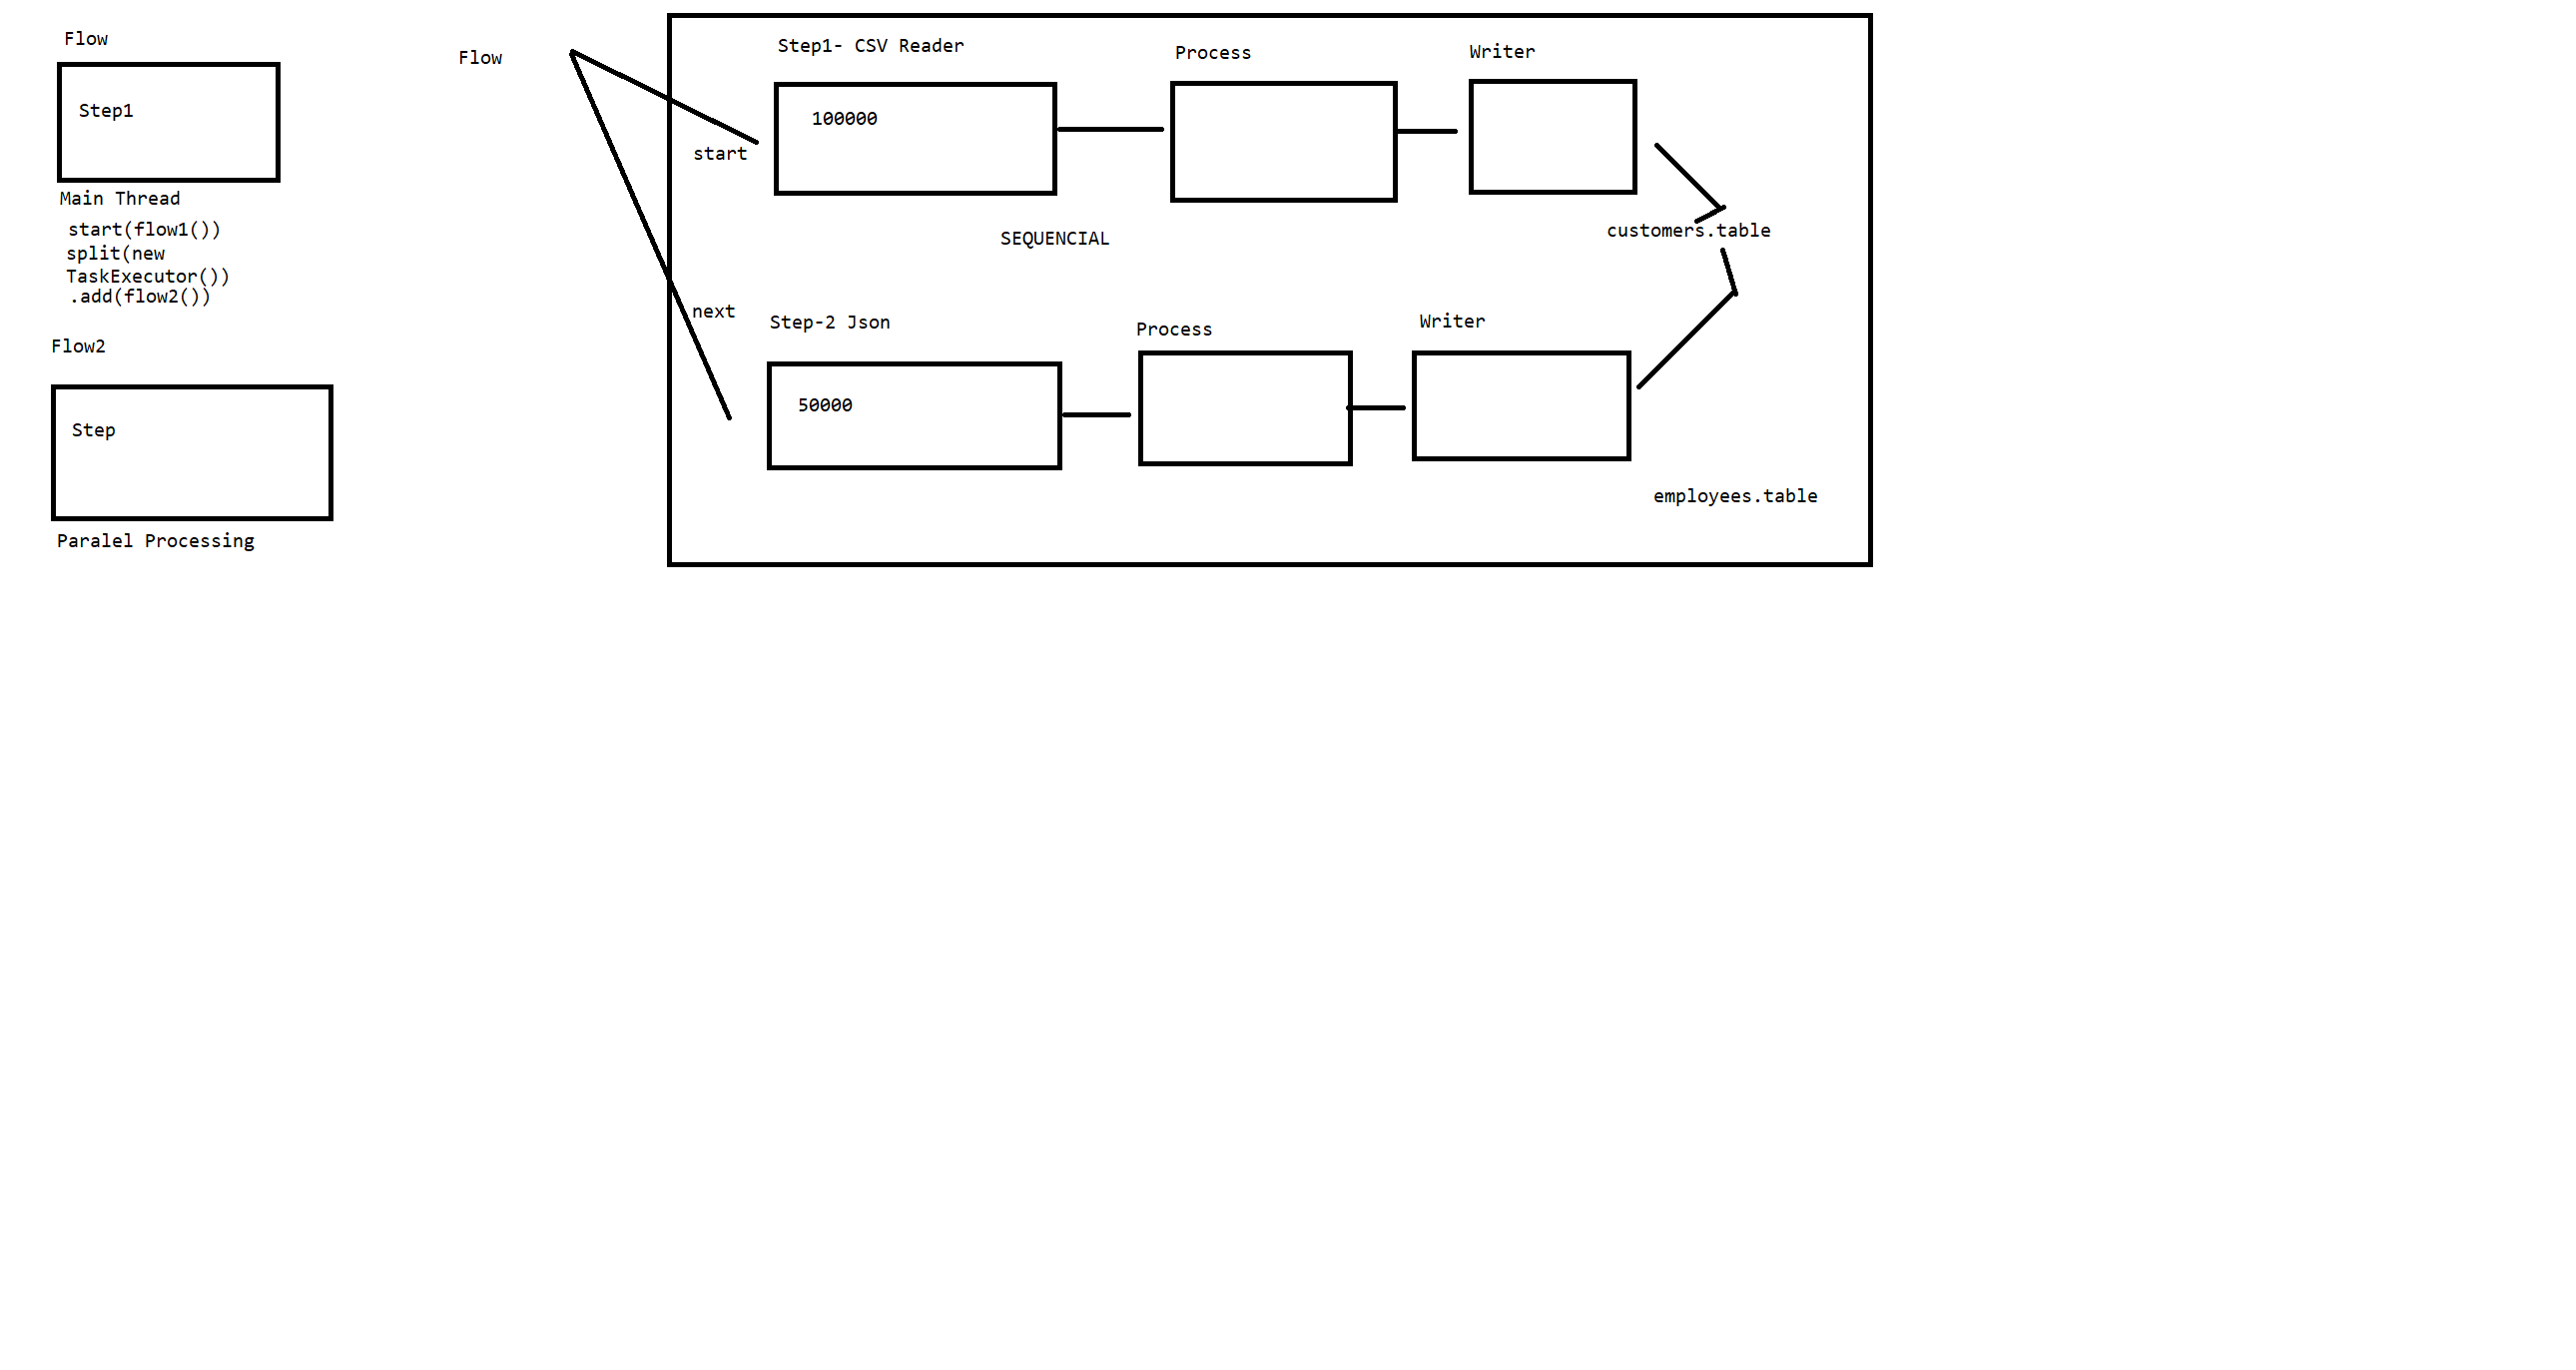 Flow
Step1
Main Thread
start(flow1())
split(new
TaskExecutor())
.add(flow2())
Flow2
Step
Paralel Processing
Flow
Step1- CSV Reader
Process
Writer
100000
start
SEQUENCIAL
customers.table
next
Step-2 Json
Process
Writer
50000
employees.table